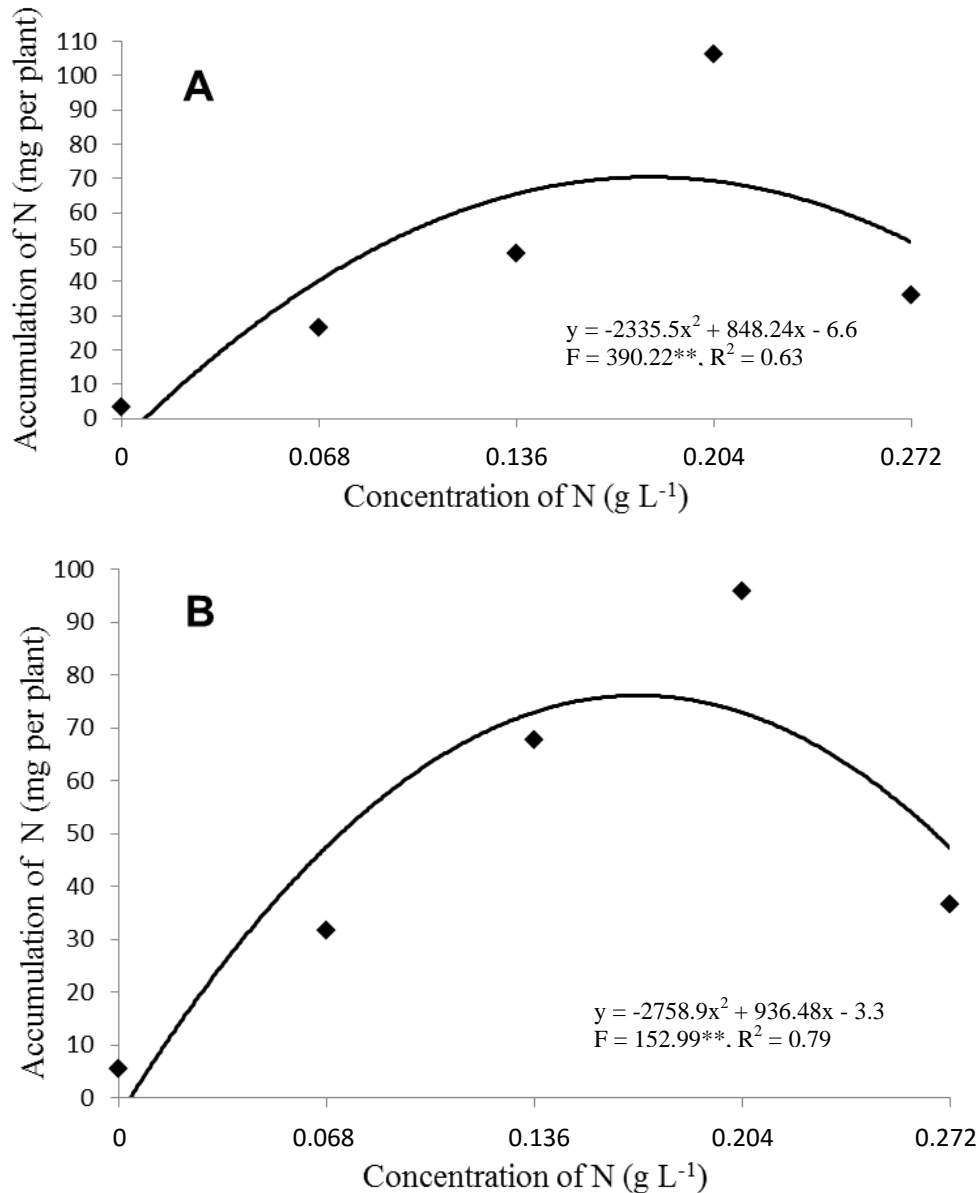 A
Accumulation of N (mg per plant)
110
100
90
80
70
60
50
40
30
20
10
0
y = -2335.5x² + 848.24x - 6.6
F = 390.22**, R² = 0.63
0 0.068 0.136 0.204 0.272
Concentration of N (g L⁻¹)
B
Accumulation of N (mg per plant)
100
90
80
70
60
50
40
30
20
10
0
y = -2758.9x² + 936.48x - 3.3
F = 152.99**, R² = 0.79
0 0.068 0.136 0.204 0.272
Concentration of N (g L⁻¹)